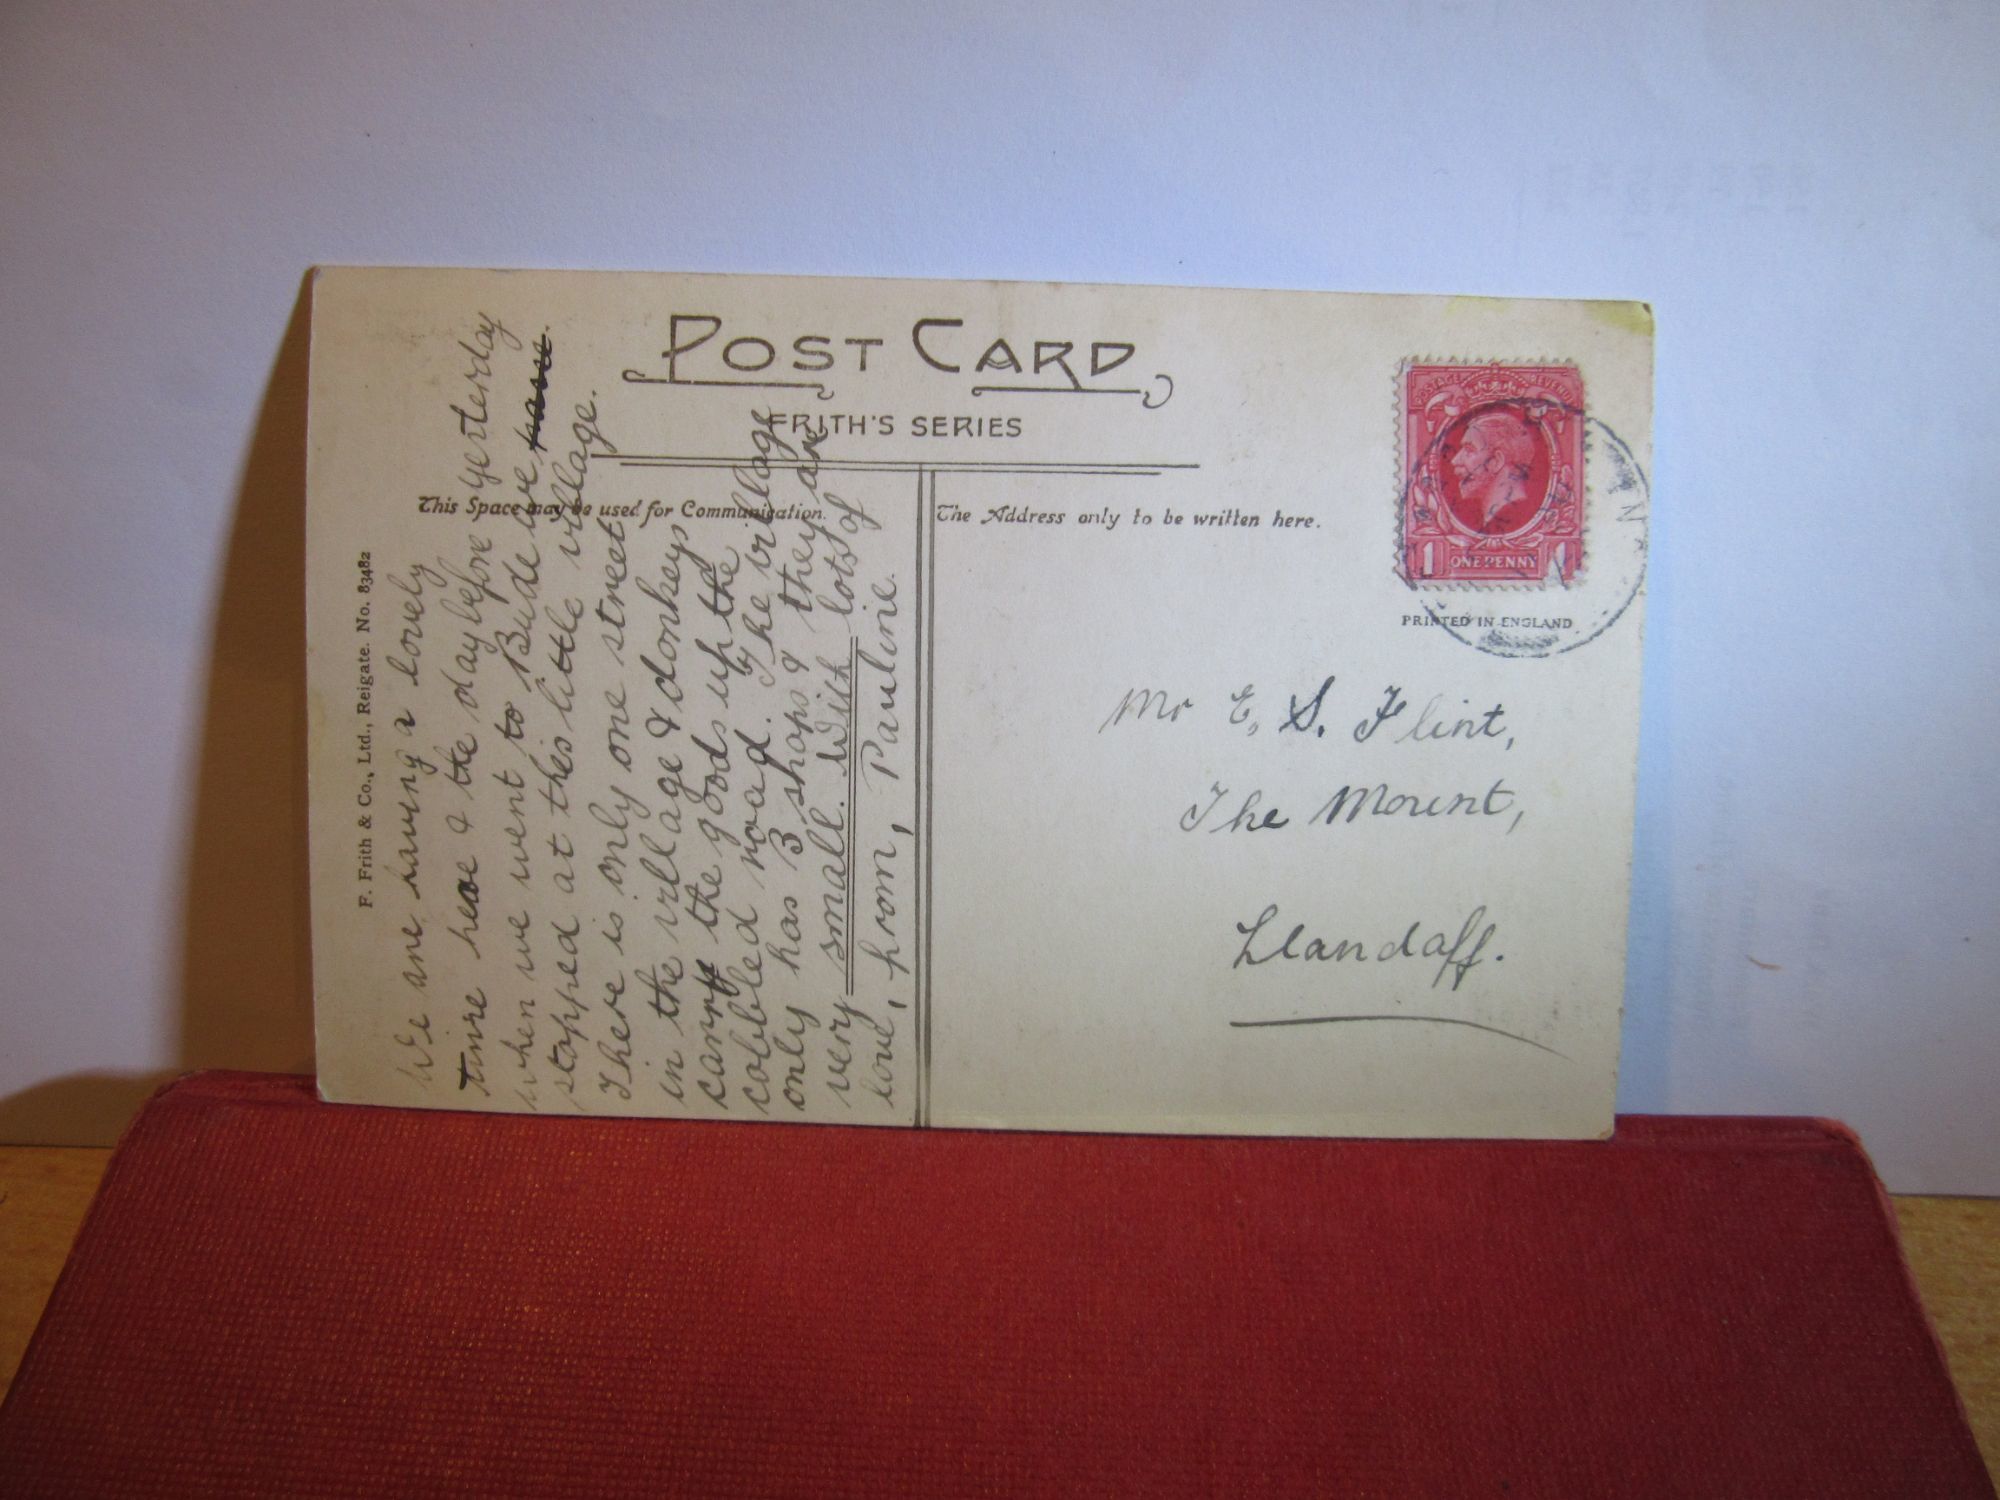 POST CARD
FRITH'S SERIES
This Space may be used for Communication.
The Address only to be written here.
F. Frith & Co., Ltd., Reigate. No. 83482
We are having a lovely
time here & the day before yesterday
when we went to Bude we
stopped at this little village.
There is only one street
in the village & donkeys
carry the goods up the
cobbled road. The village
only has 3 shops & they are
very small. With lots of
love, from, Pauline.
POSTAGE REVENUE
1 ONE PENNY 1
PRINTED IN ENGLAND
Mr E. S. Flint,
The Mount,
Llandaff.